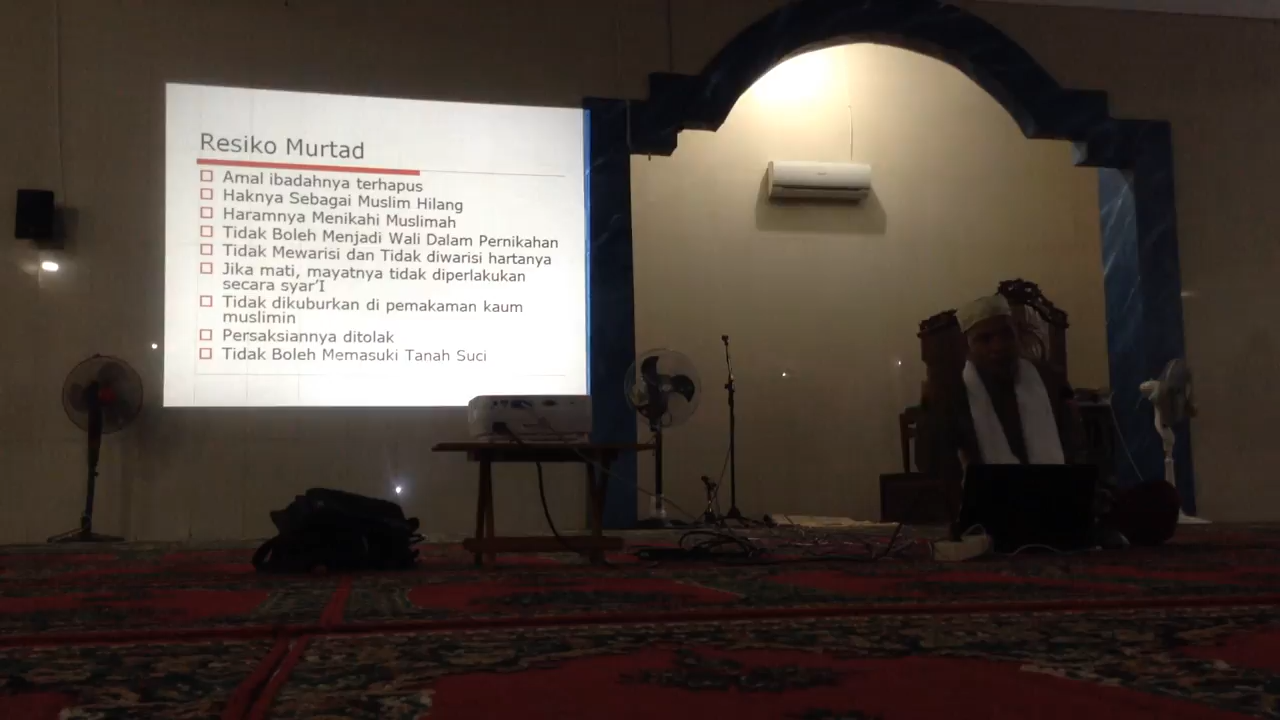 Resiko Murtad
Amal ibadahnya terhapus
Haknya Sebagai Muslim Hilang
Haramnya Menikahi Muslimah
Tidak Boleh Menjadi Wali Dalam Pernikahan
Tidak Mewarisi dan Tidak diwarisi hartanya
Jika mati, mayatnya tidak diperlakukan
secara syar'I
Tidak dikuburkan di pemakaman kaum
muslimin
Persaksiannya ditolak
Tidak Boleh Memasuki Tanah Suci